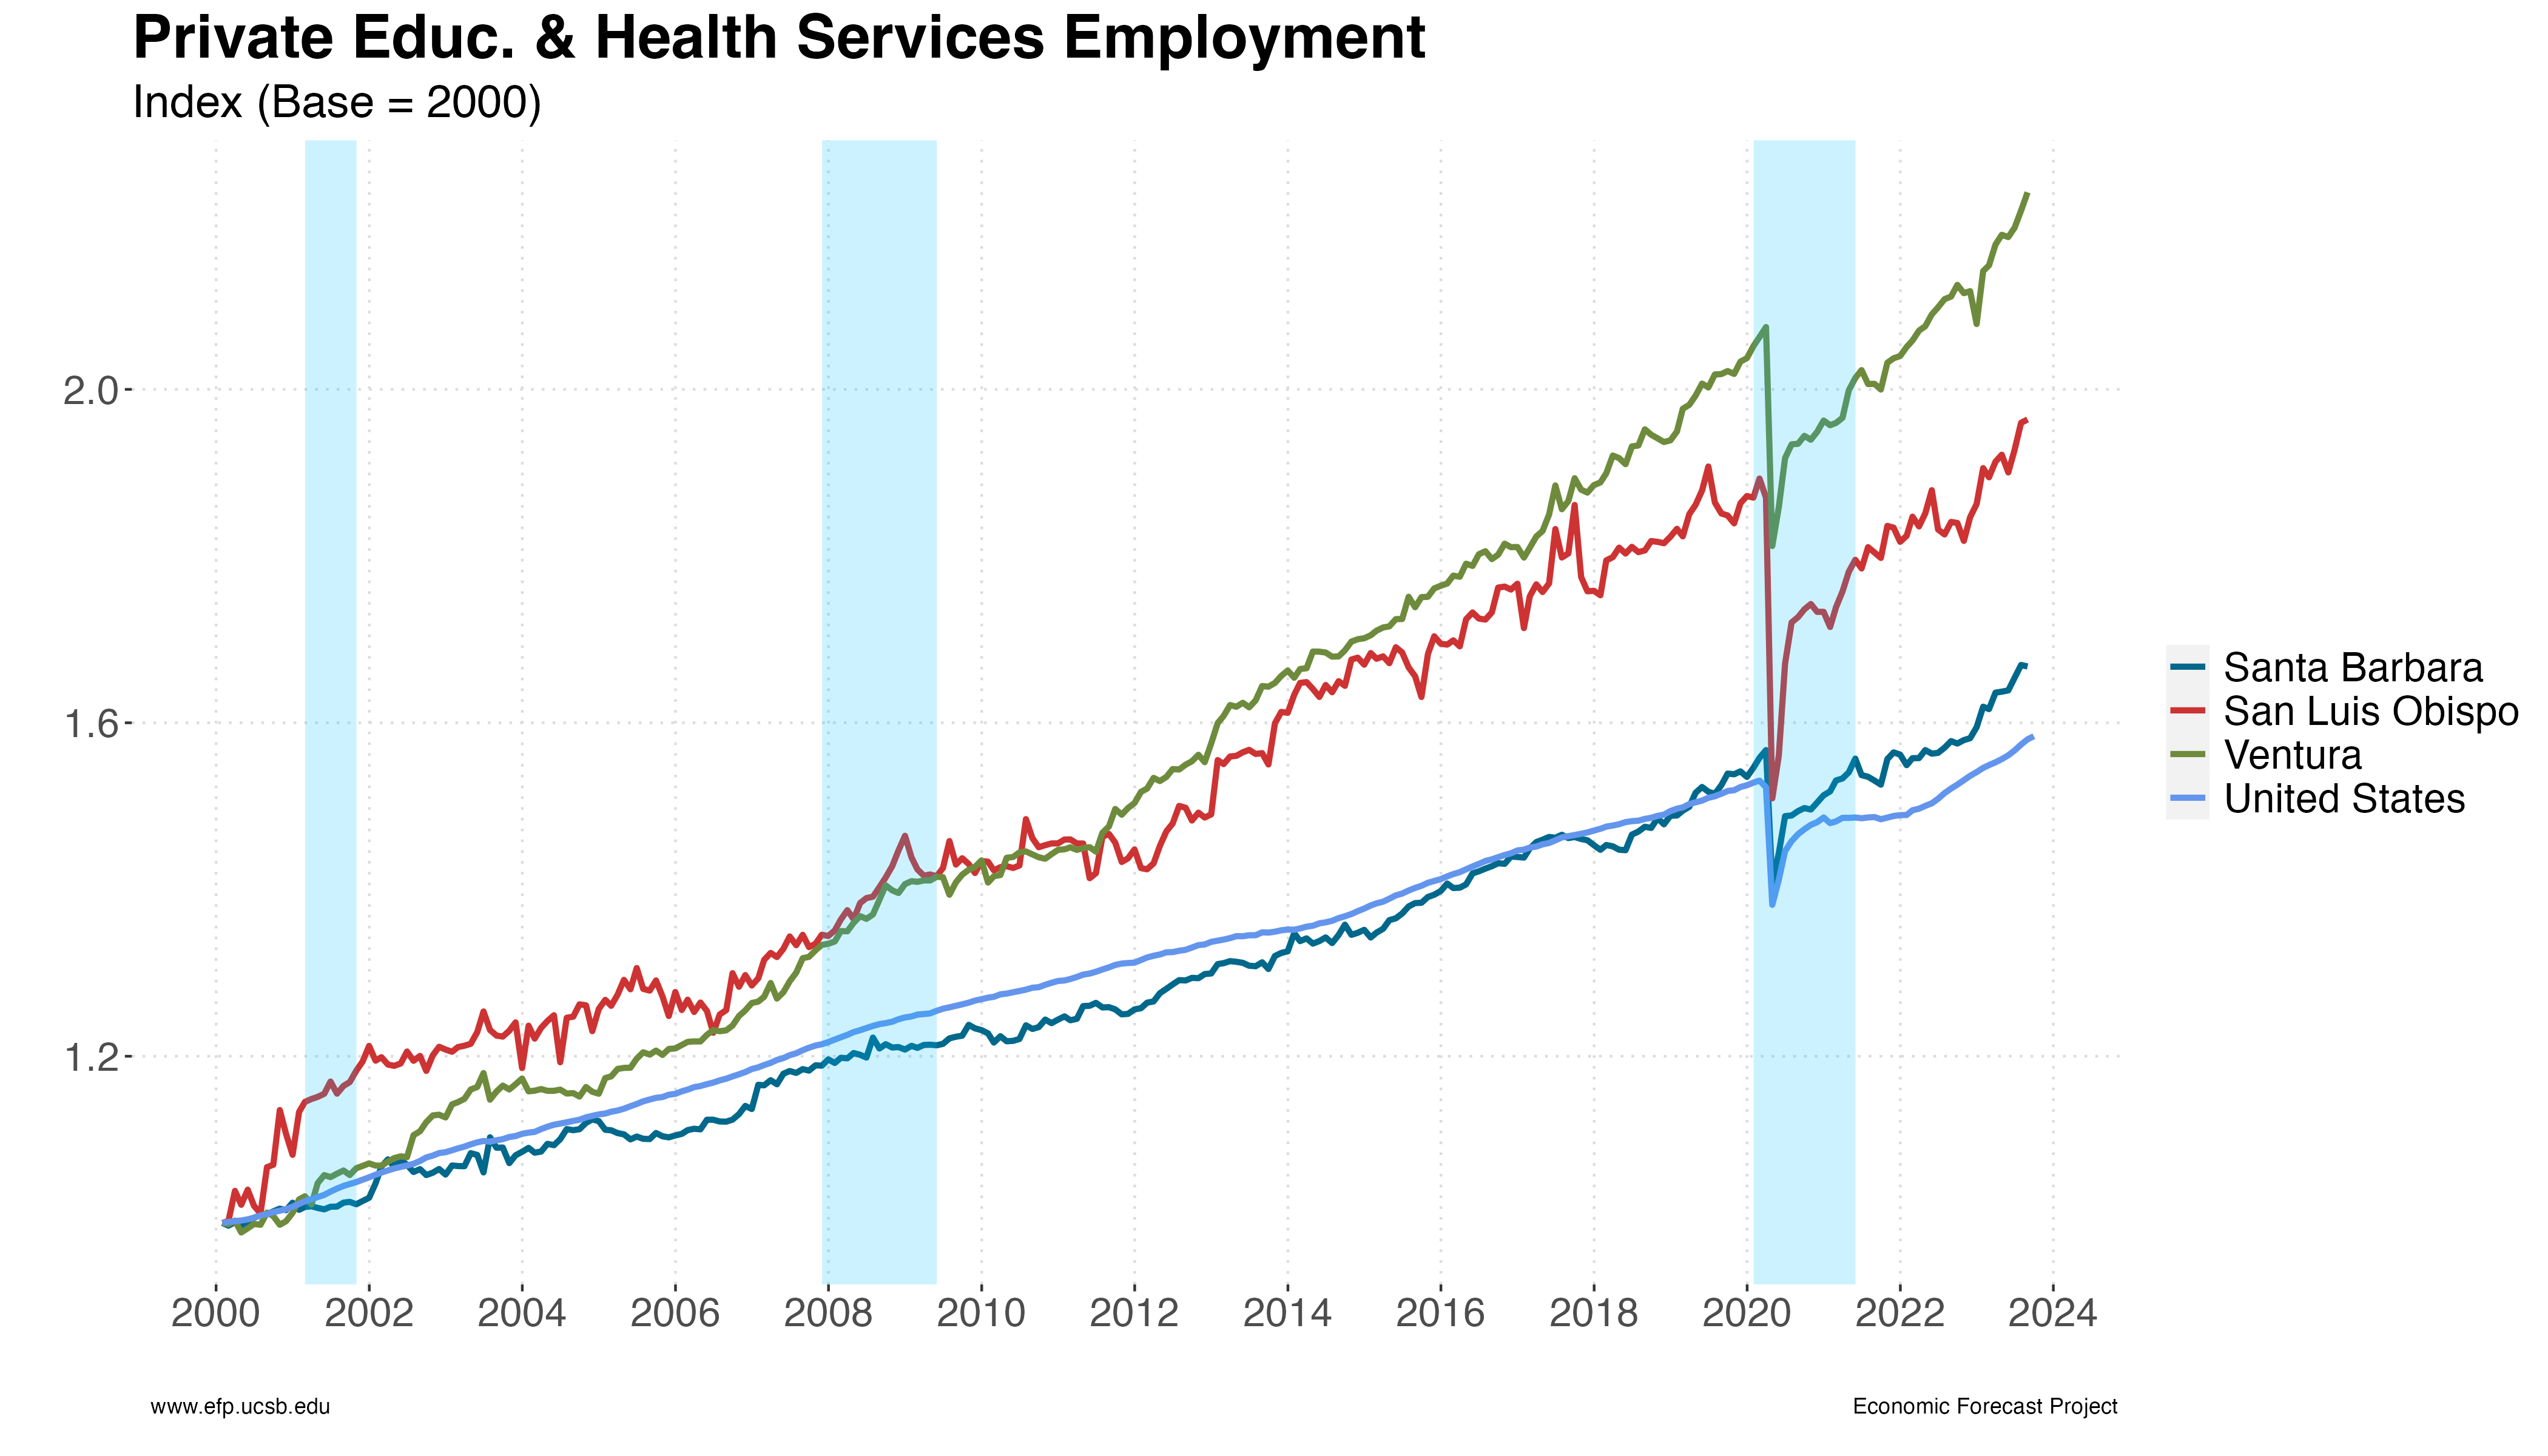 Private Educ. & Health Services Employment
Index (Base = 2000)
2.0
1.6
1.2
2000 2002 2004 2006 2008 2010 2012 2014 2016 2018 2020 2022 2024
Santa Barbara
San Luis Obispo
Ventura
United States
www.efp.ucsb.edu Economic Forecast Project